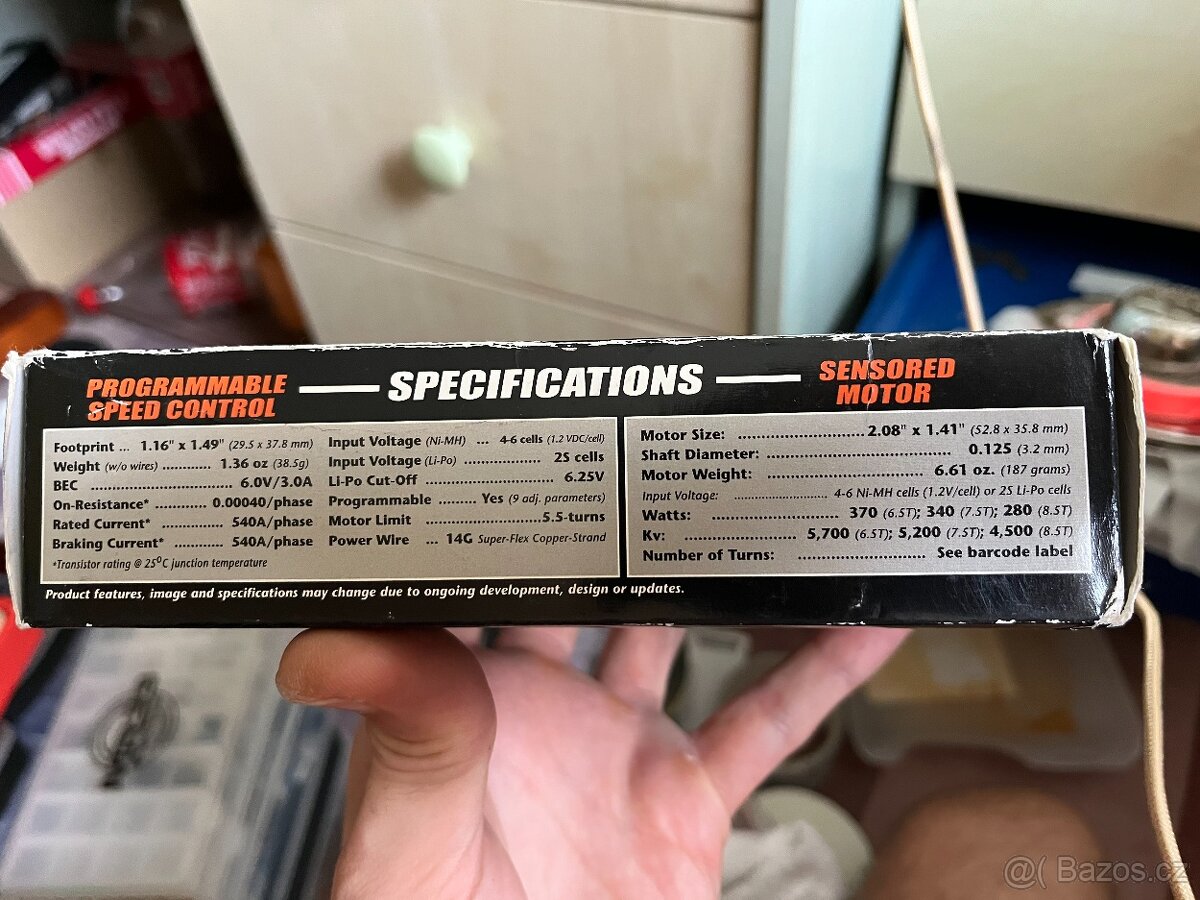 PROGRAMMABLE
SPEED CONTROL
SPECIFICATIONS
SENSORED
MOTOR
Footprint ... 1.16" x 1.49" (29.5 x 37.8 mm)
Weight (w/o wires) ........... 1.36 oz (38.5g)
BEC ................................ 6.0V/3.0A
On-Resistance* ............ 0.00040/phase
Rated Current* ............... 540A/phase
Braking Current* ........... 540A/phase
*Transistor rating @ 25⁰C junction temperature
Input Voltage (Ni-MH) ... 4-6 cells (1.2 VDC/cell)
Input Voltage (Li-Po) .................... 2S cells
Li-Po Cut-Off .............................. 6.25V
Programmable ........ Yes (9 adj. parameters)
Motor Limit .............................5.5-turns
Power Wire ... 14G Super-Flex Copper-Strand
Motor Size: ............................2.08" x 1.41" (52.8 x 35.8 mm)
Shaft Diameter: ........................................ 0.125 (3.2 mm)
Motor Weight: ................................. 6.61 oz. (187 grams)
Input Voltage: ........................ 4-6 Ni-MH cells (1.2V/cell) or 2S Li-Po cells
Watts: ............................ 370 (6.5T); 340 (7.5T); 280 (8.5T)
Kv: .......................... 5,700 (6.5T); 5,200 (7.5T); 4,500 (8.5T)
Number of Turns: ............................ See barcode label
Product features, image and specifications may change due to ongoing development, design or updates.
@( Bazos.cz